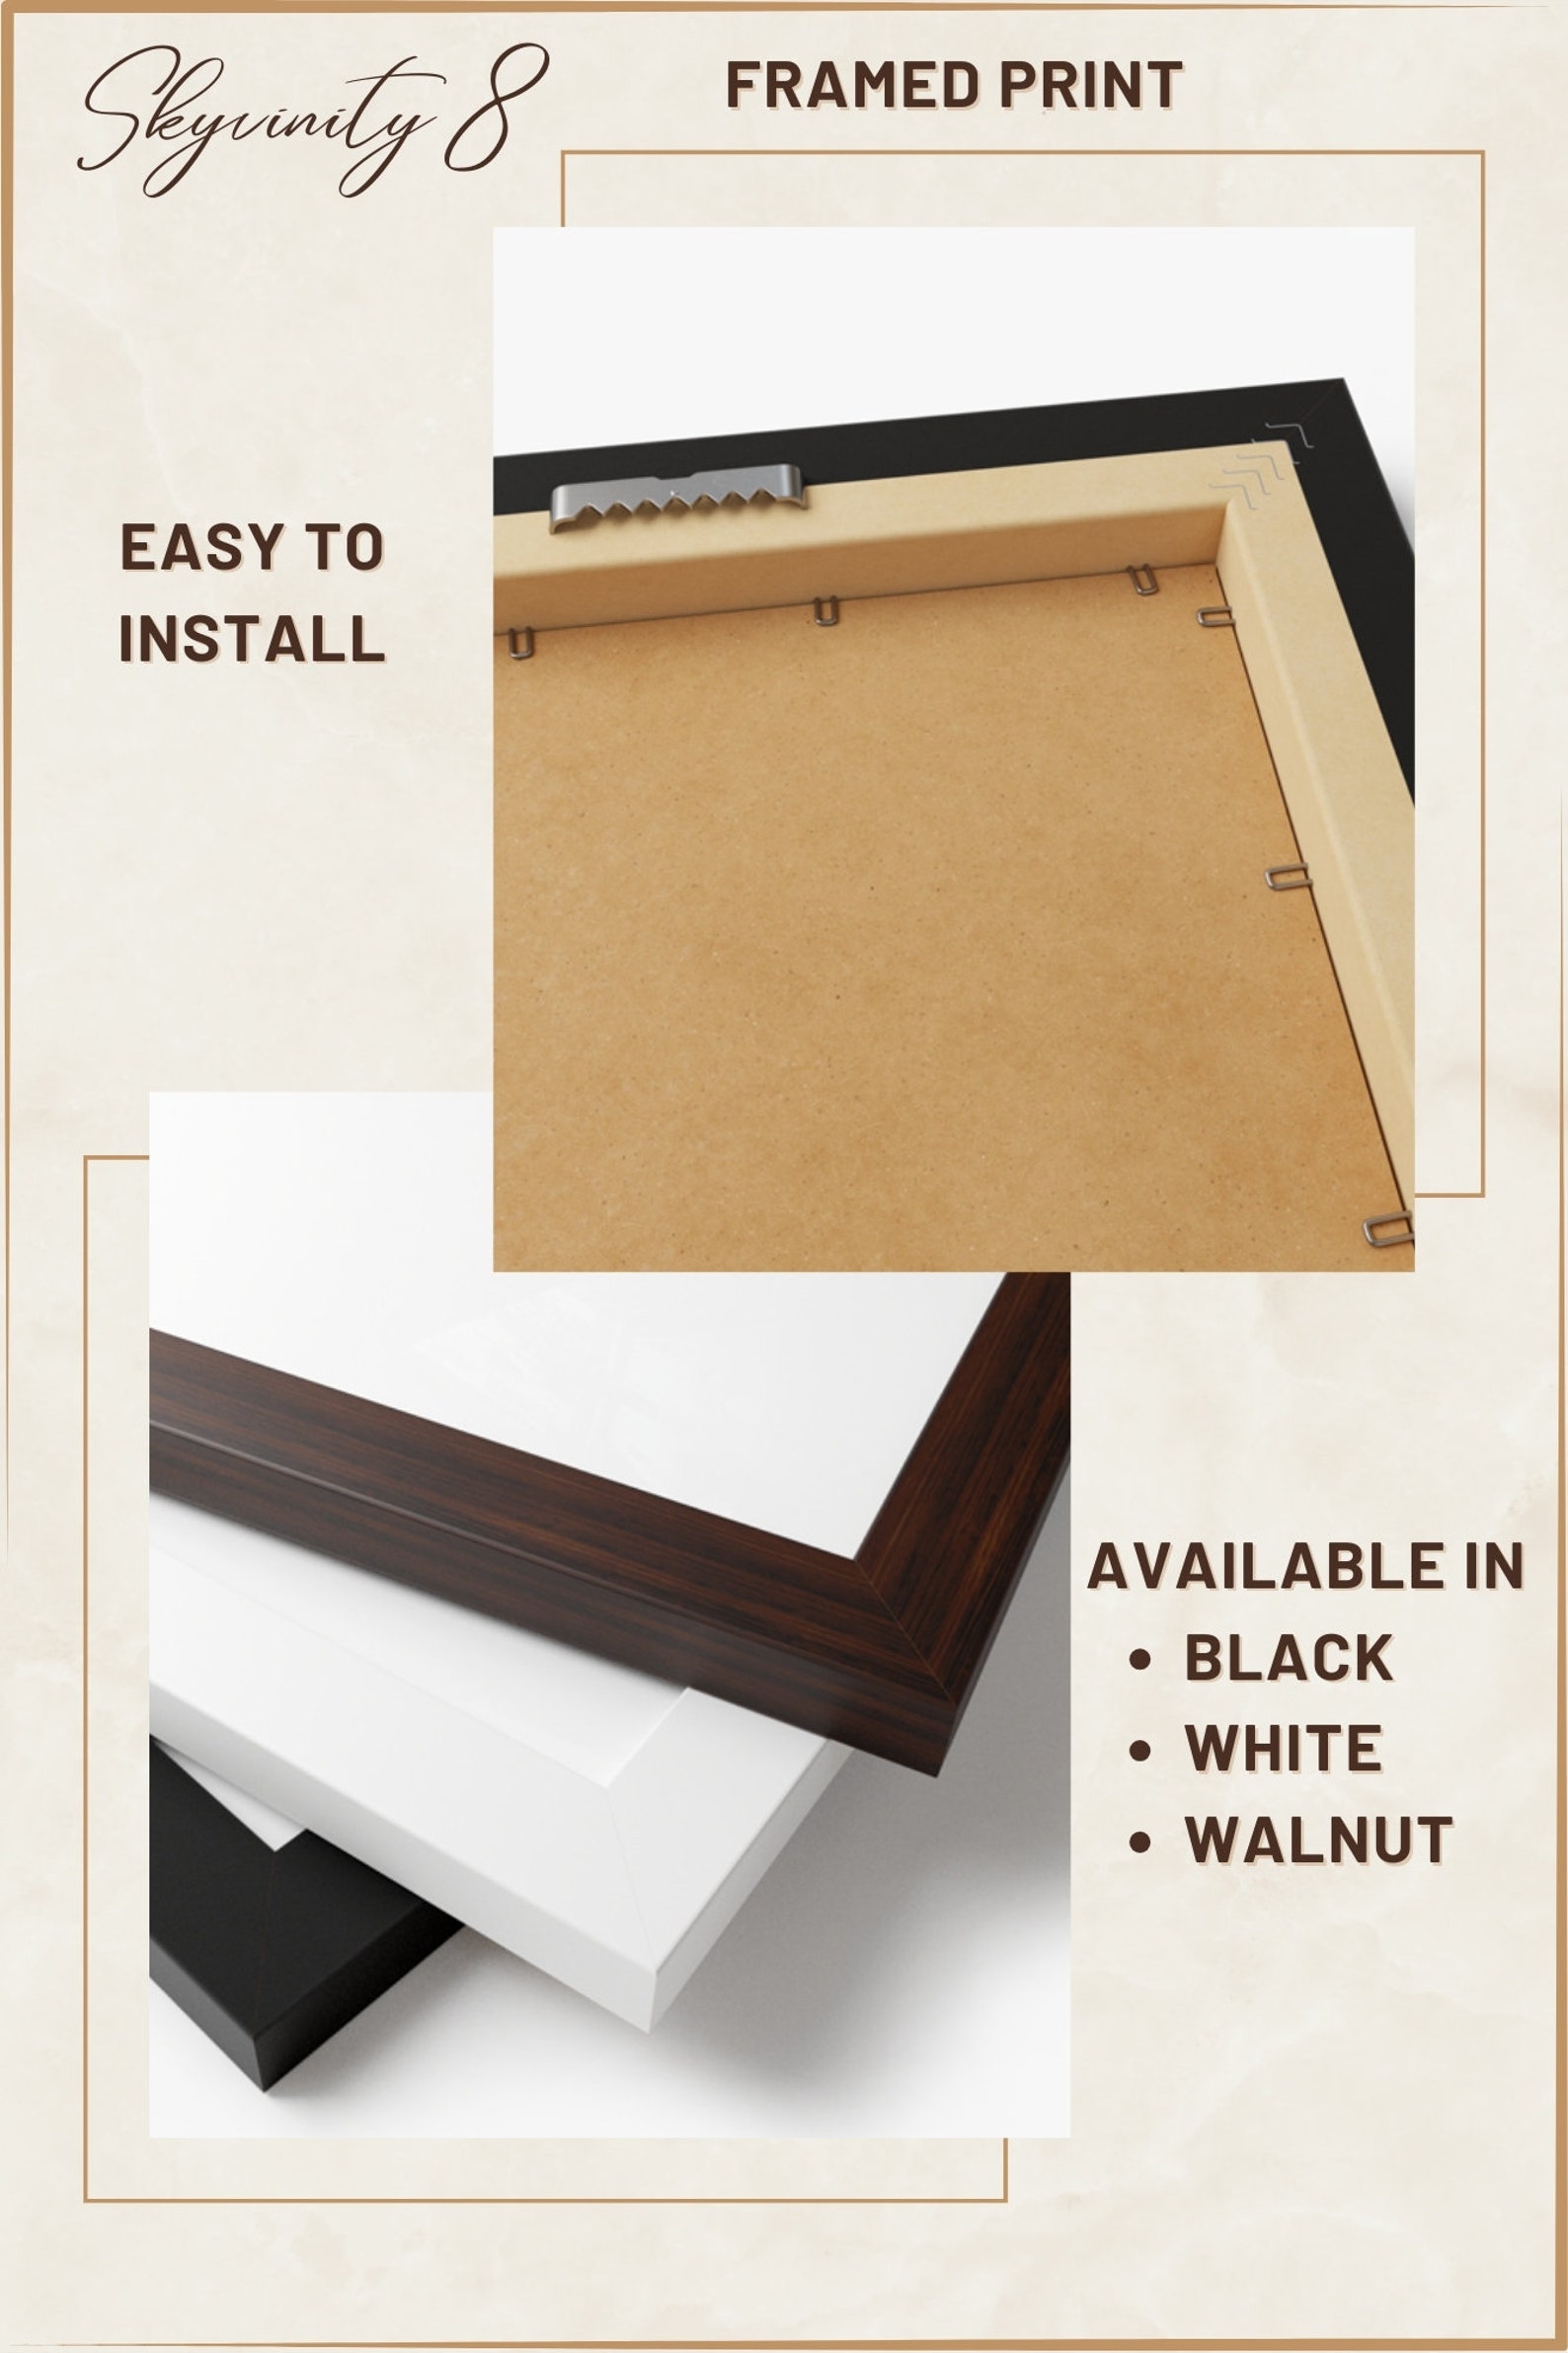 Skyvinity 8
FRAMED PRINT
EASY TO
INSTALL
AVAILABLE IN
• BLACK
• WHITE
• WALNUT